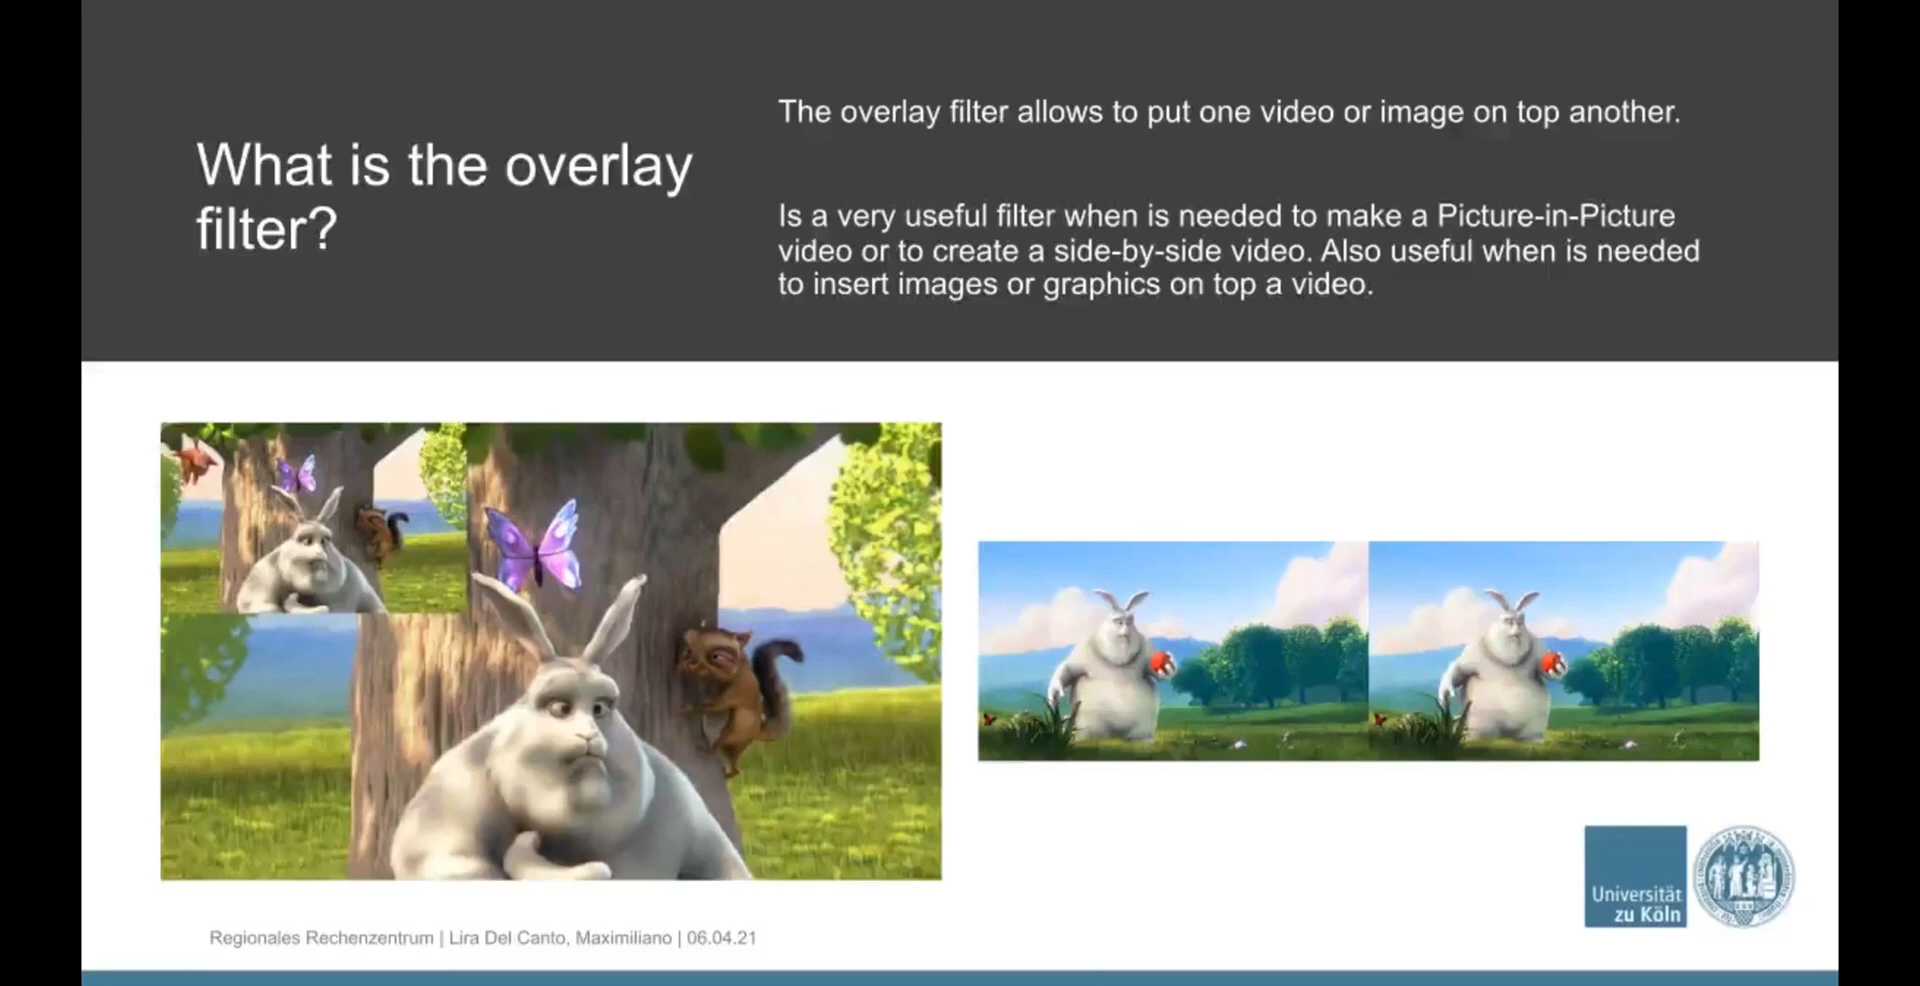 What is the overlay
filter?
The overlay filter allows to put one video or image on top another.
Is a very useful filter when is needed to make a Picture-in-Picture
video or to create a side-by-side video. Also useful when is needed
to insert images or graphics on top a video.
Universität
zu Köln
Regionales Rechenzentrum | Lira Del Canto, Maximiliano | 06.04.21